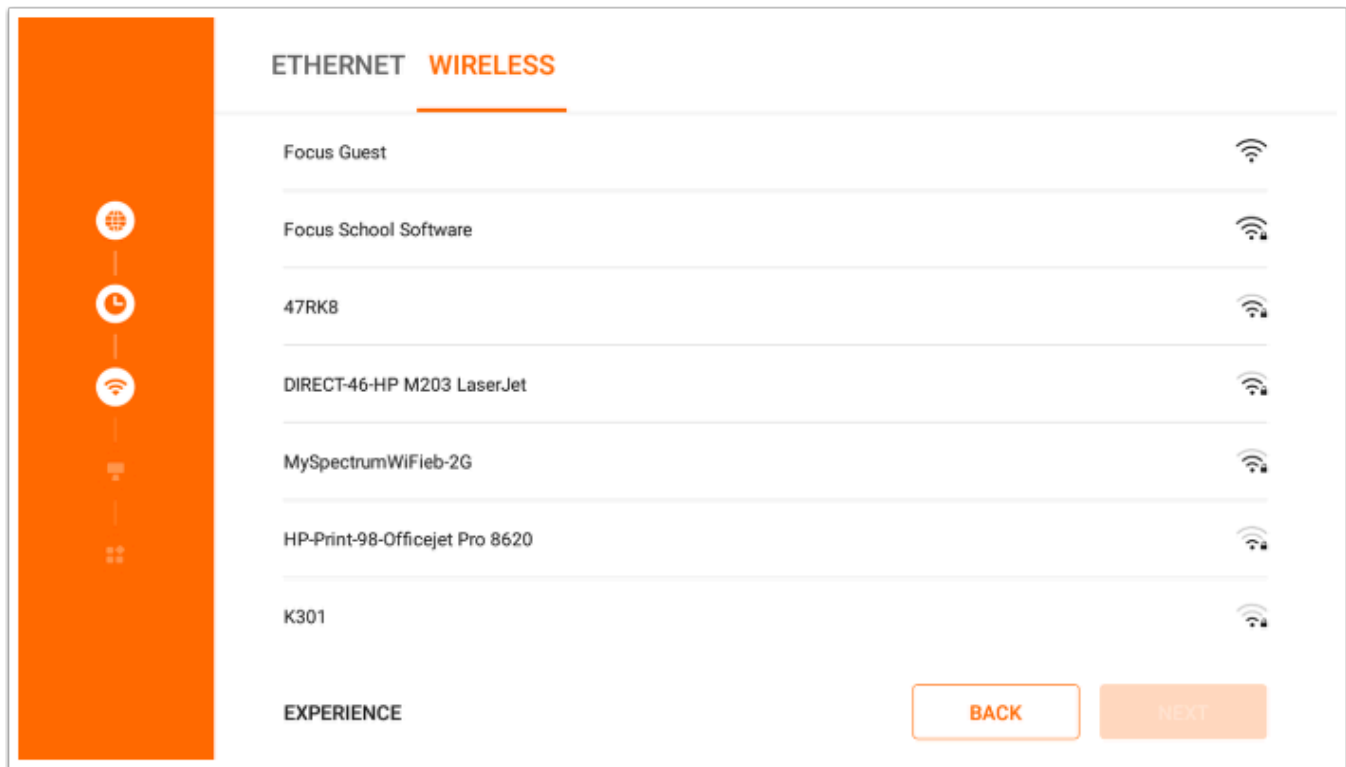 ETHERNET WIRELESS
Focus Guest
Focus School Software
47RK8
DIRECT-46-HP M203 LaserJet
MySpectrumWiFieb-2G
HP-Print-98-Officejet Pro 8620
K301
EXPERIENCE BACK NEXT